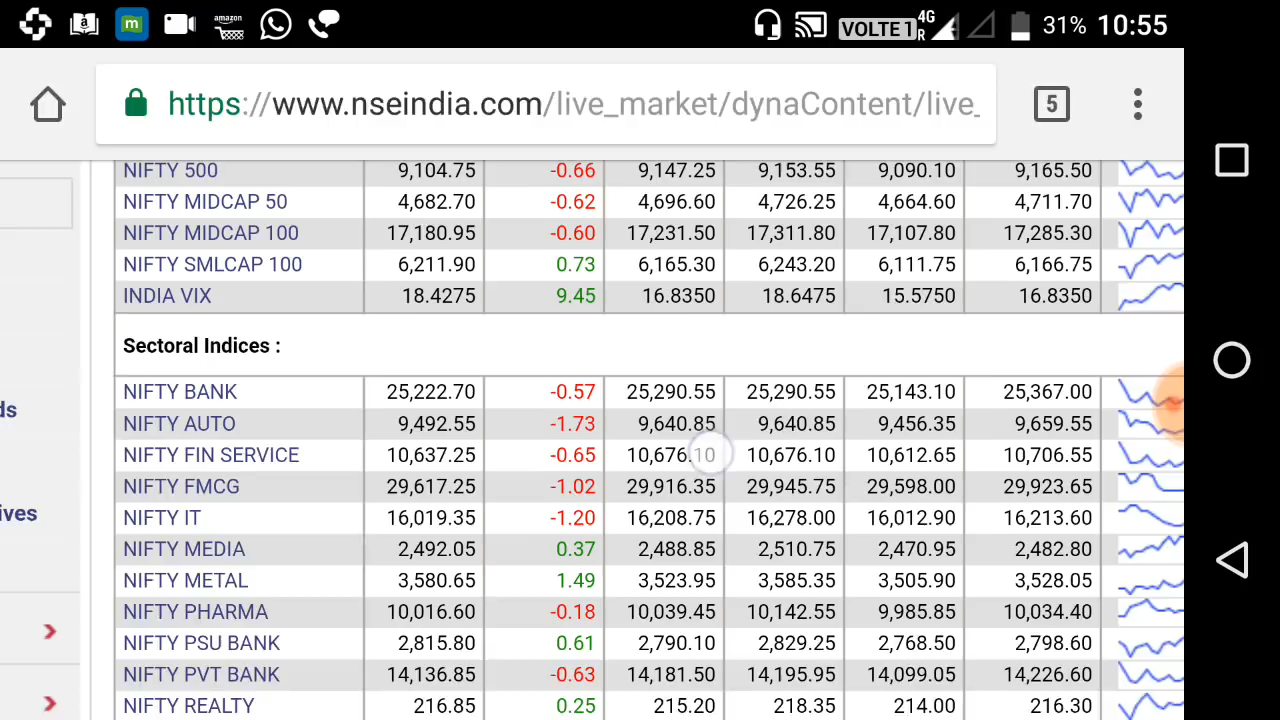 amazon
VOLTE 1 4G R 31% 10:55
https://www.nseindia.com/live_market/dynaContent/live_
5
NIFTY 500 9,104.75 -0.66 9,147.25 9,153.55 9,090.10 9,165.50
NIFTY MIDCAP 50 4,682.70 -0.62 4,696.60 4,726.25 4,664.60 4,711.70
NIFTY MIDCAP 100 17,180.95 -0.60 17,231.50 17,311.80 17,107.80 17,285.30
NIFTY SMLCAP 100 6,211.90 0.73 6,165.30 6,243.20 6,111.75 6,166.75
INDIA VIX 18.4275 9.45 16.8350 18.6475 15.5750 16.8350
Sectoral Indices :
NIFTY BANK 25,222.70 -0.57 25,290.55 25,290.55 25,143.10 25,367.00
ds
NIFTY AUTO 9,492.55 -1.73 9,640.85 9,640.85 9,456.35 9,659.55
NIFTY FIN SERVICE 10,637.25 -0.65 10,676.10 10,676.10 10,612.65 10,706.55
NIFTY FMCG 29,617.25 -1.02 29,916.35 29,945.75 29,598.00 29,923.65
ives
NIFTY IT 16,019.35 -1.20 16,208.75 16,278.00 16,012.90 16,213.60
NIFTY MEDIA 2,492.05 0.37 2,488.85 2,510.75 2,470.95 2,482.80
NIFTY METAL 3,580.65 1.49 3,523.95 3,585.35 3,505.90 3,528.05
NIFTY PHARMA 10,016.60 -0.18 10,039.45 10,142.55 9,985.85 10,034.40
NIFTY PSU BANK 2,815.80 0.61 2,790.10 2,829.25 2,768.50 2,798.60
NIFTY PVT BANK 14,136.85 -0.63 14,181.50 14,195.95 14,099.05 14,226.60
NIFTY REALTY 216.85 0.25 215.20 218.35 214.00 216.30